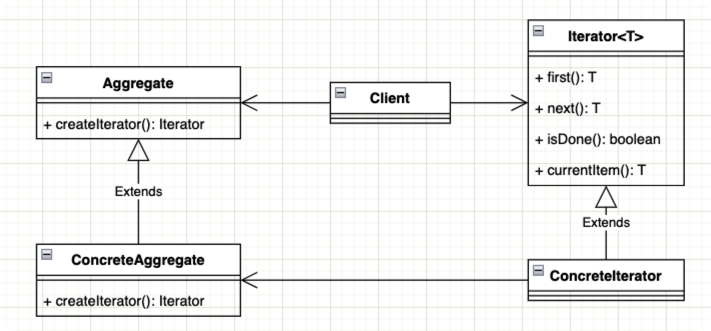 Aggregate
+ createIterator(): Iterator
Client
Iterator<T>
+ first(): T
+ next(): T
+ isDone(): boolean
+ currentItem(): T
Extends
Extends
ConcreteAggregate
+ createIterator(): Iterator
ConcreteIterator